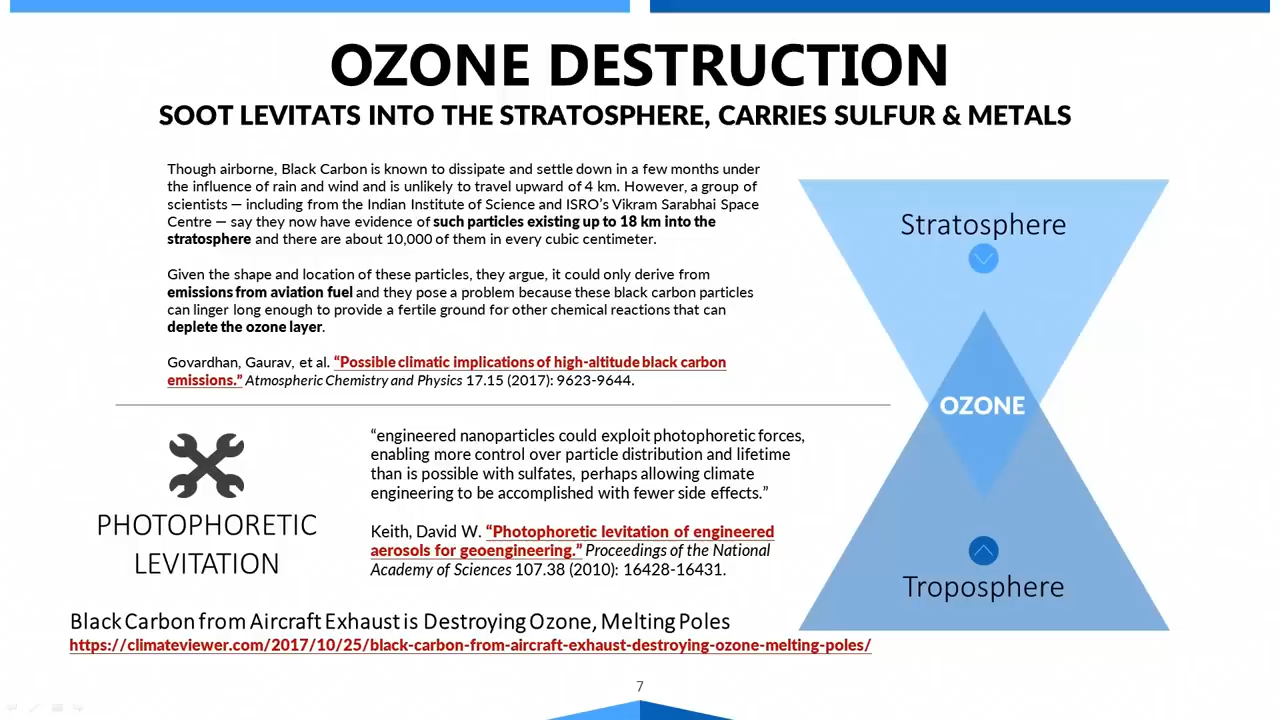 OZONE DESTRUCTION
SOOT LEVITATS INTO THE STRATOSPHERE, CARRIES SULFUR & METALS
Though airborne, Black Carbon is known to dissipate and settle down in a few months under
the influence of rain and wind and is unlikely to travel upward of 4 km. However, a group of
scientists — including from the Indian Institute of Science and ISRO's Vikram Sarabhai Space
Centre — say they now have evidence of such particles existing up to 18 km into the
stratosphere and there are about 10,000 of them in every cubic centimeter.
Given the shape and location of these particles, they argue, it could only derive from
emissions from aviation fuel and they pose a problem because these black carbon particles
can linger long enough to provide a fertile ground for other chemical reactions that can
deplete the ozone layer.
Govardhan, Gaurav, et al. “Possible climatic implications of high-altitude black carbon
emissions.” Atmospheric Chemistry and Physics 17.15 (2017): 9623-9644.
PHOTOPHORETIC
LEVITATION
“engineered nanoparticles could exploit photophoretic forces,
enabling more control over particle distribution and lifetime
than is possible with sulfates, perhaps allowing climate
engineering to be accomplished with fewer side effects.”
Keith, David W. “Photophoretic levitation of engineered
aerosols for geoengineering.” Proceedings of the National
Academy of Sciences 107.38 (2010): 16428-16431.
Stratosphere
OZONE
Troposphere
Black Carbon from Aircraft Exhaust is Destroying Ozone, Melting Poles
https://climateviewer.com/2017/10/25/black-carbon-from-aircraft-exhaust-destroying-ozone-melting-poles/
7